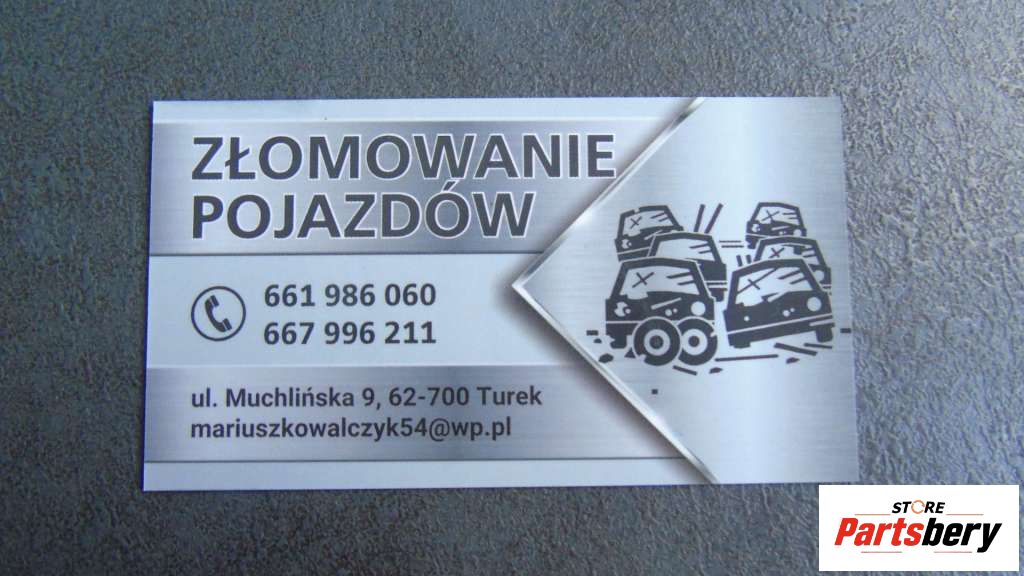 ZŁOMOWANIE
POJAZDÓW
661 986 060
667 996 211
ul. Muchlińska 9, 62-700 Turek
mariuszkowalczyk54@wp.pl
STORE
Partsbery